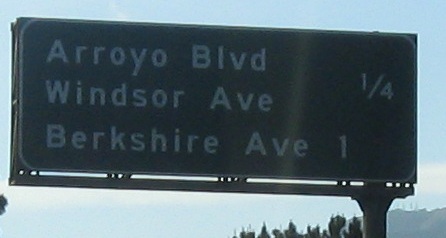 Arroyo Blvd
Windsor Ave 1/4
Berkshire Ave 1